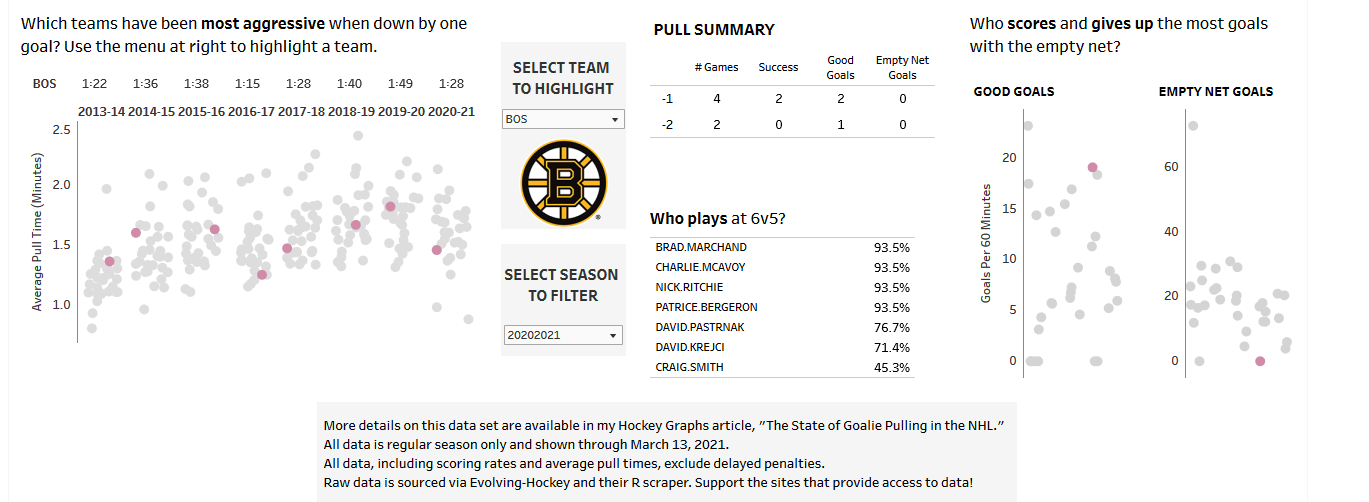 Which teams have been most aggressive when down by one
goal? Use the menu at right to highlight a team.
BOS 1:22 1:36 1:38 1:15 1:28 1:40 1:49 1:28
2013-14 2014-15 2015-16 2016-17 2017-18 2018-19 2019-20 2020-21
Average Pull Time (Minutes)
2.5
2.0
1.5
1.0
SELECT TEAM
TO HIGHLIGHT
BOS
B
SELECT SEASON
TO FILTER
20202021
PULL SUMMARY
# Games Success Good Goals Empty Net Goals
-1 4 2 2 0
-2 2 0 1 0
Who plays at 6v5?
BRAD.MARCHAND 93.5%
CHARLIE.MCAVOY 93.5%
NICK.RITCHIE 93.5%
PATRICE.BERGERON 93.5%
DAVID.PASTRNAK 76.7%
DAVID.KREJCI 71.4%
CRAIG.SMITH 45.3%
Who scores and gives up the most goals
with the empty net?
GOOD GOALS
Goals Per 60 Minutes
20
15
10
5
0
EMPTY NET GOALS
60
40
20
0
More details on this data set are available in my Hockey Graphs article, "The State of Goalie Pulling in the NHL."
All data is regular season only and shown through March 13, 2021.
All data, including scoring rates and average pull times, exclude delayed penalties.
Raw data is sourced via Evolving-Hockey and their R scraper. Support the sites that provide access to data!